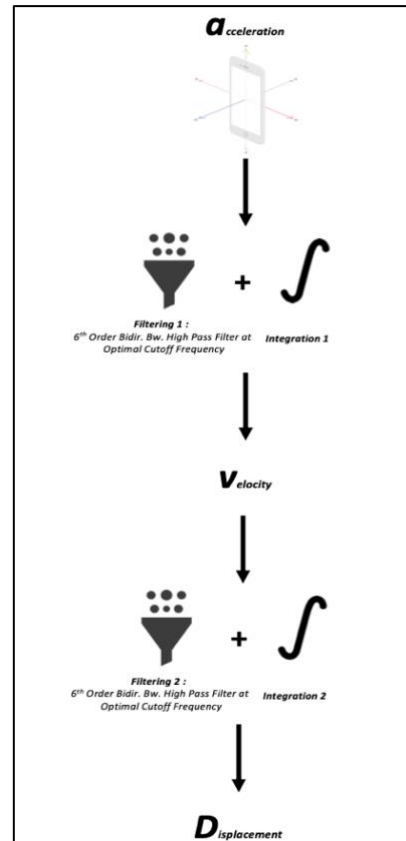 acceleration
+
Filtering 1 :
6th Order Bidir. Bw. High Pass Filter at Integration 1
Optimal Cutoff Frequency
velocity
+
Filtering 2 :
6th Order Bidir. Bw. High Pass Filter at Integration 2
Optimal Cutoff Frequency
Displacement